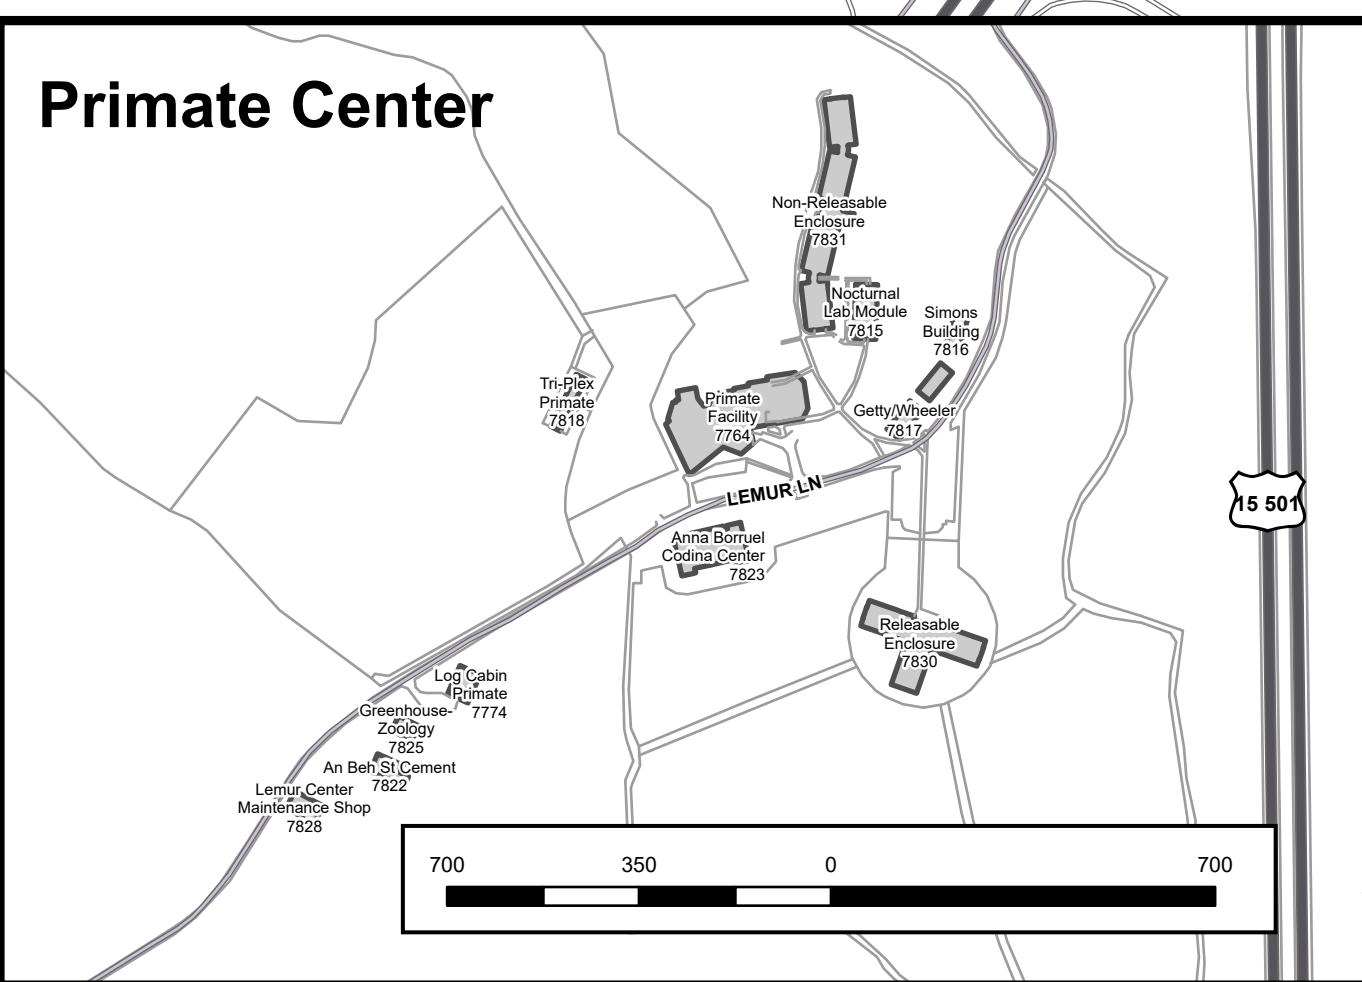 Primate Center
Non-Releasable
Enclosure
7831
Nocturnal
Lab Module
7815
Simons
Building
7816
Tri-Plex
Primate
7818
Primate
Facility
7764
Getty/Wheeler
7817
LEMUR LN
15 501
Anna Borruel
Codina Center
7823
Releasable
Enclosure
7830
Log Cabin
Primate
7774
Greenhouse-
Zoology
7825
An Beh St Cement
7822
Lemur Center
Maintenance Shop
7828
700 350 0 700